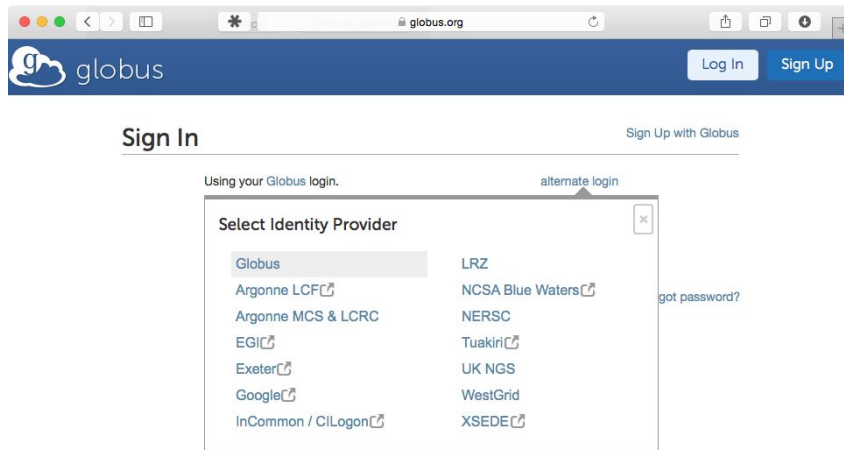 globus.org
globus
Log In
Sign Up
Sign In
Sign Up with Globus
Using your Globus login.
alternate login
Select Identity Provider
Globus
LRZ
Argonne LCF
NCSA Blue Waters
got password?
Argonne MCS & LCRC
NERSC
EGI
Tuakiri
Exeter
UK NGS
Google
WestGrid
InCommon / CILogon
XSEDE